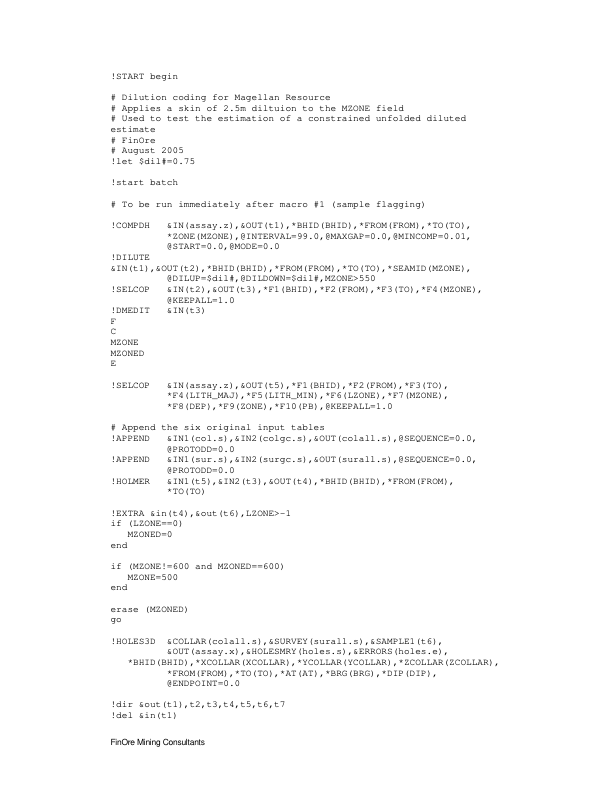 !START begin
# Dilution coding for Magellan Resource
# Applies a skin of 2.5m diltuion to the MZONE field
# Used to test the estimation of a constrained unfolded diluted
estimate
# FinOre
# August 2005
!let $dil#=0.75
!start batch
# To be run immediately after macro #1 (sample flagging)
!COMPDH &IN(assay.z),&OUT(t1),*BHID(BHID),*FROM(FROM),*TO(TO),
*ZONE(MZONE),@INTERVAL=99.0,@MAXGAP=0.0,@MINCOMP=0.01,
@START=0.0,@MODE=0.0
!DILUTE
&IN(t1),&OUT(t2),*BHID(BHID),*FROM(FROM),*TO(TO),*SEAMID(MZONE),
@DILUP=$dil#,@DILDOWN=$dil#,MZONE>550
!SELCOP &IN(t2),&OUT(t3),*F1(BHID),*F2(FROM),*F3(TO),*F4(MZONE),
@KEEPALL=1.0
!DMEDIT &IN(t3)
F
C
MZONE
MZONED
E
!SELCOP &IN(assay.z),&OUT(t5),*F1(BHID),*F2(FROM),*F3(TO),
*F4(LITH_MAJ),*F5(LITH_MIN),*F6(LZONE),*F7(MZONE),
*F8(DEP),*F9(ZONE),*F10(PB),@KEEPALL=1.0
# Append the six original input tables
!APPEND &IN1(col.s),&IN2(colgc.s),&OUT(colall.s),@SEQUENCE=0.0,
@PROTODD=0.0
!APPEND &IN1(sur.s),&IN2(surgc.s),&OUT(surall.s),@SEQUENCE=0.0,
@PROTODD=0.0
!HOLMER &IN1(t5),&IN2(t3),&OUT(t4),*BHID(BHID),*FROM(FROM),
*TO(TO)
!EXTRA &in(t4),&out(t6),LZONE>-1
if (LZONE==0)
MZONED=0
end
if (MZONE!=600 and MZONED==600)
MZONE=500
end
erase (MZONED)
go
!HOLES3D &COLLAR(colall.s),&SURVEY(surall.s),&SAMPLE1(t6),
&OUT(assay.x),&HOLESMRY(holes.s),&ERRORS(holes.e),
*BHID(BHID),*XCOLLAR(XCOLLAR),*YCOLLAR(YCOLLAR),*ZCOLLAR(ZCOLLAR),
*FROM(FROM),*TO(TO),*AT(AT),*BRG(BRG),*DIP(DIP),
@ENDPOINT=0.0
!dir &out(t1),t2,t3,t4,t5,t6,t7
!del &in(t1)
FinOre Mining Consultants